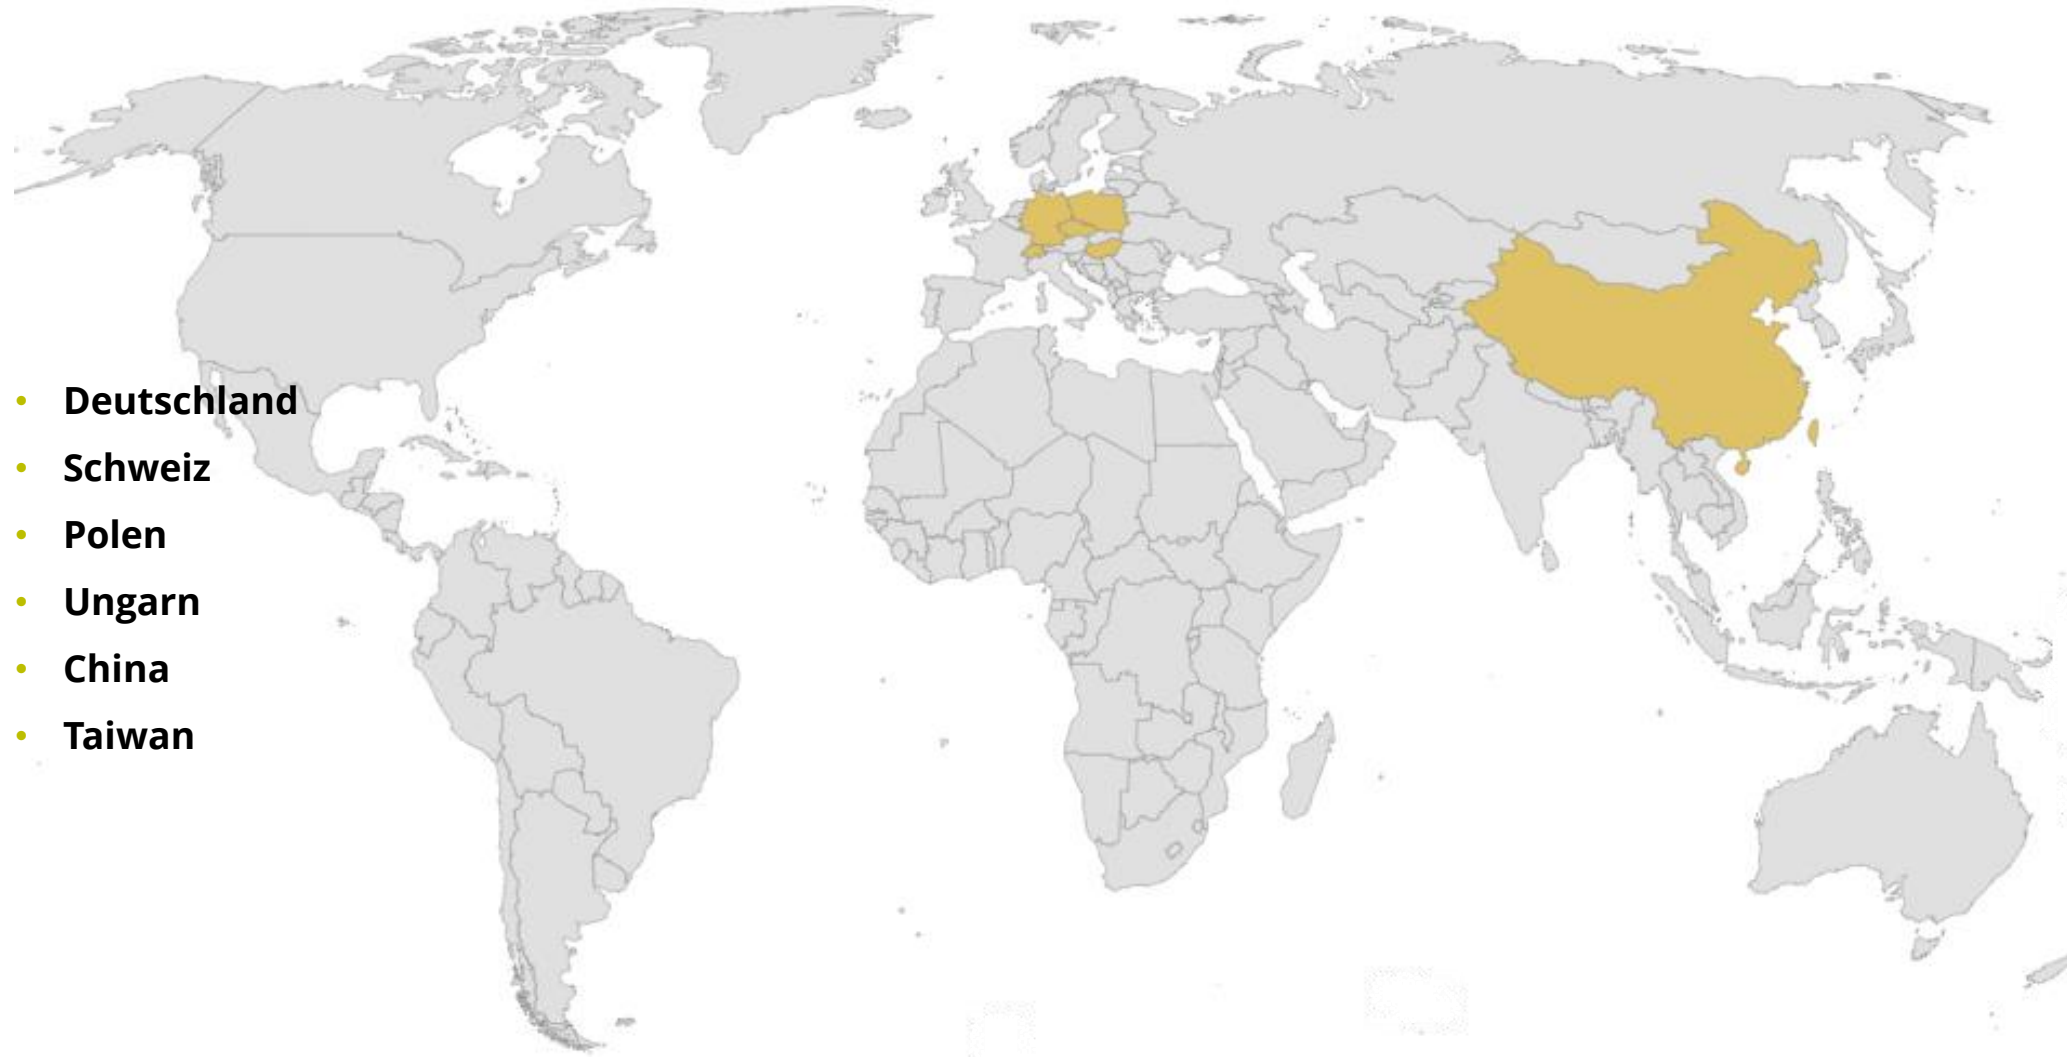 • Deutschland
• Schweiz
• Polen
• Ungarn
• China
• Taiwan